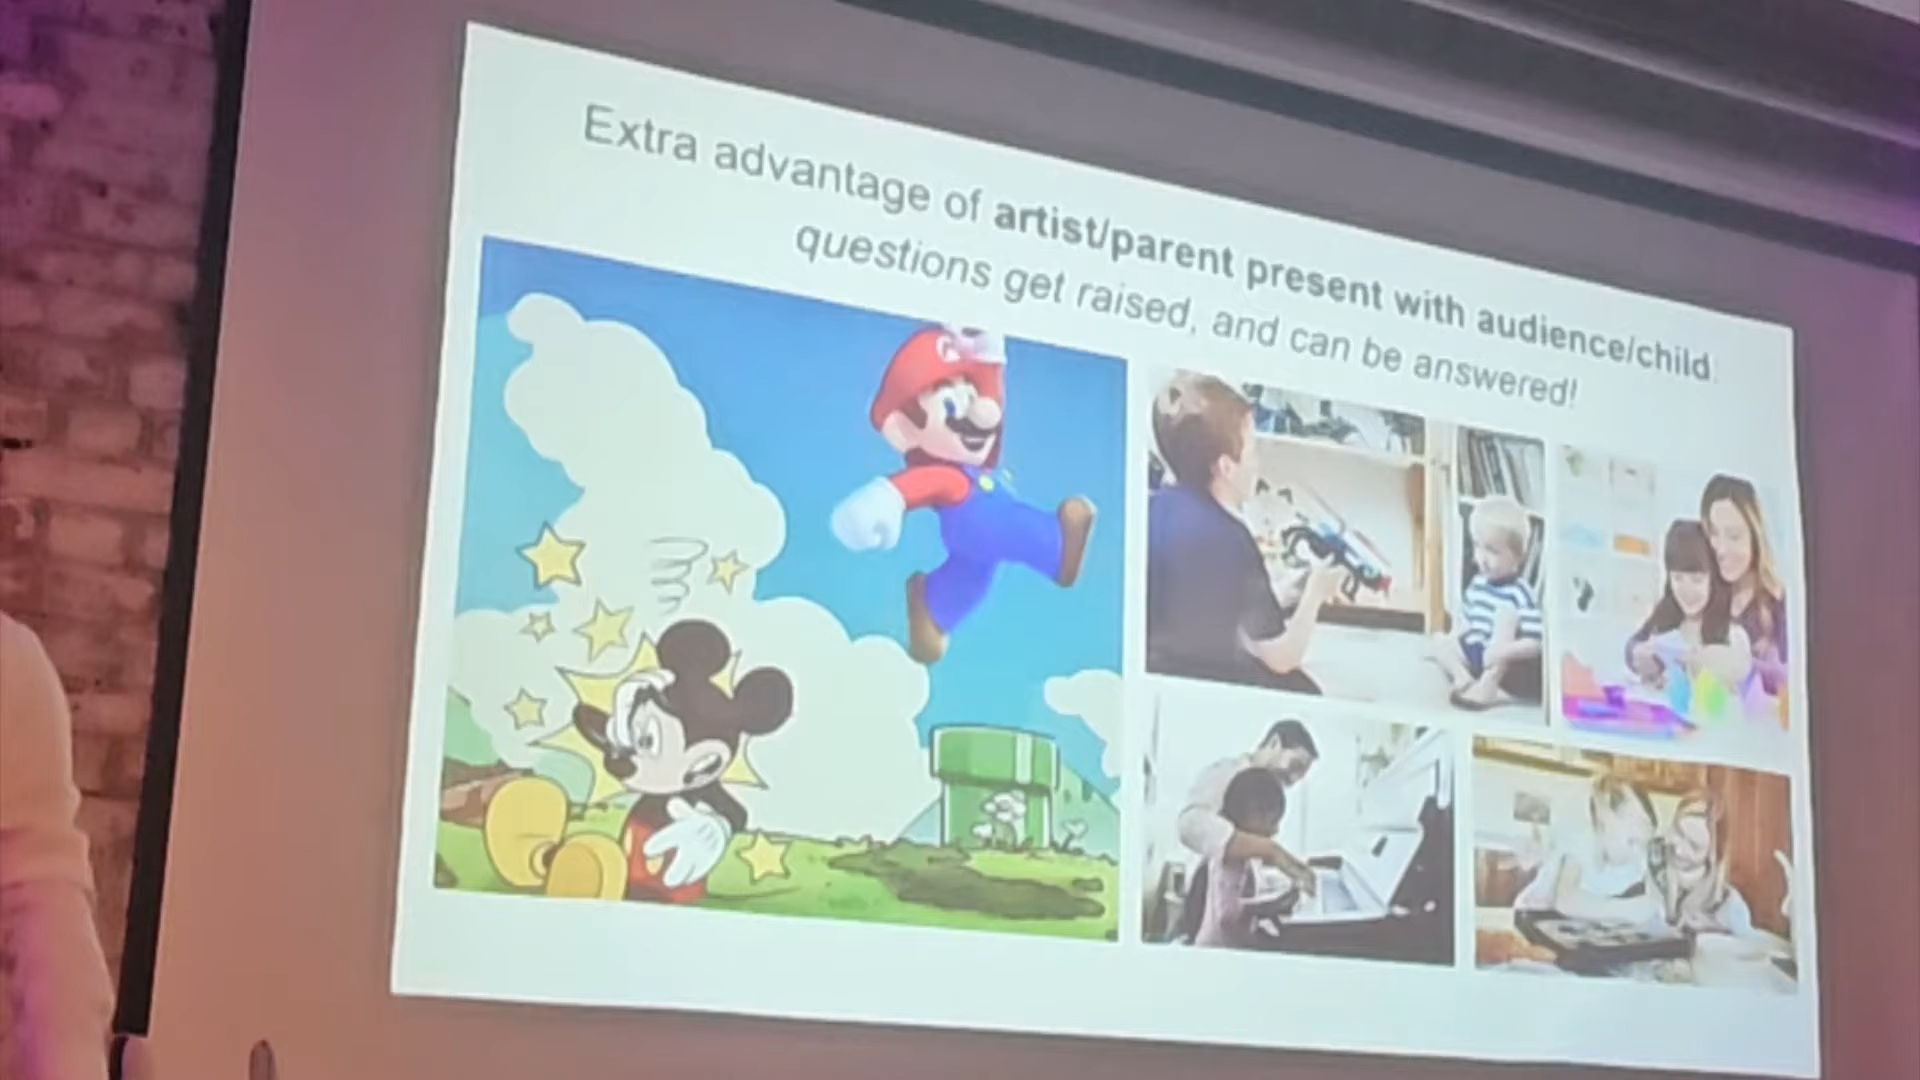 Extra advantage of artist/parent present with audience/child:
questions get raised, and can be answered!